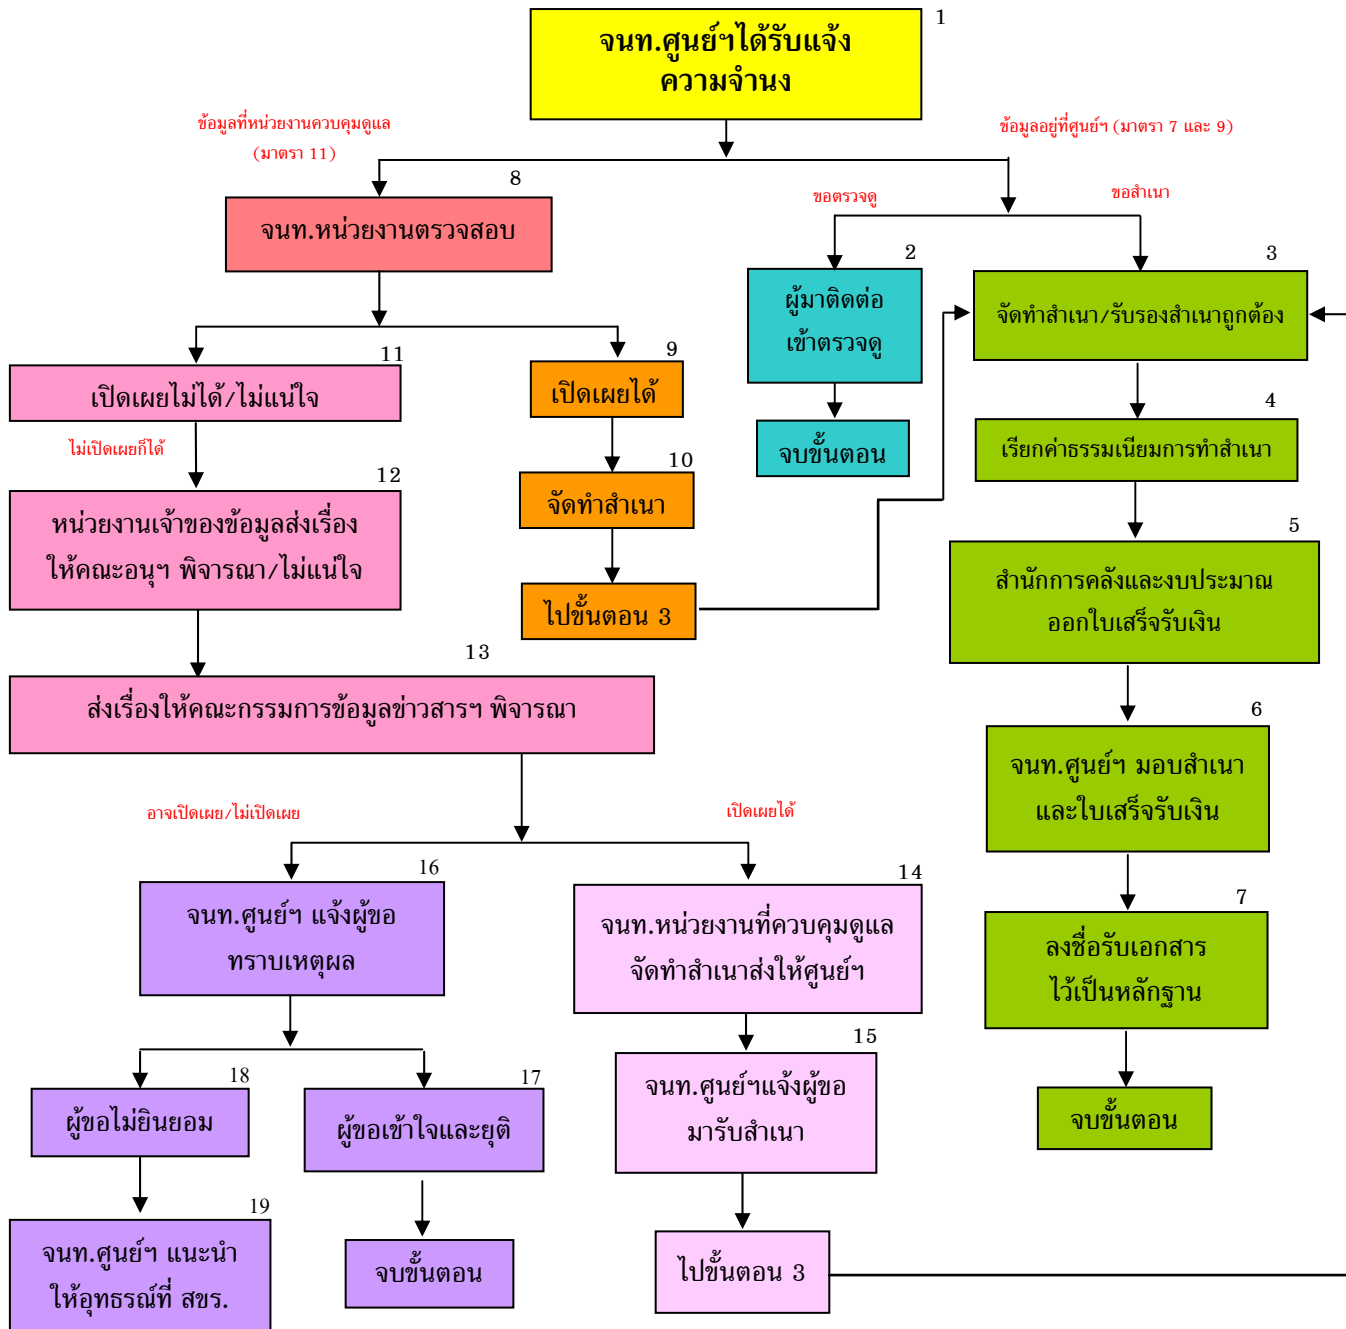 1
จนท.ศูนย์ฯได้รับแจ้ง
ความจำนง
ข้อมูลที่หน่วยงานควบคุมดูแล
(มาตรา 11)
ข้อมูลอยู่ที่ศูนย์ฯ (มาตรา 7 และ 9)
8
จนท.หน่วยงานตรวจสอบ
ขอตรวจดู
ขอสำเนา
2
ผู้มาติดต่อ
เข้าตรวจดู
3
จัดทำสำเนา/รับรองสำเนาถูกต้อง
11
เปิดเผยไม่ได้/ไม่แน่ใจ
9
เปิดเผยได้
จบขั้นตอน
4
เรียกค่าธรรมเนียมการทำสำเนา
ไม่เปิดเผยก็ได้
12
หน่วยงานเจ้าของข้อมูลส่งเรื่อง
ให้คณะอนุฯ พิจารณา/ไม่แน่ใจ
10
จัดทำสำเนา
ไปขั้นตอน 3
5
สำนักการคลังและงบประมาณ
ออกใบเสร็จรับเงิน
13
ส่งเรื่องให้คณะกรรมการข้อมูลข่าวสารฯ พิจารณา
6
จนท.ศูนย์ฯ มอบสำเนา
และใบเสร็จรับเงิน
อาจเปิดเผย/ไม่เปิดเผย
เปิดเผยได้
16
จนท.ศูนย์ฯ แจ้งผู้ขอ
ทราบเหตุผล
14
จนท.หน่วยงานที่ควบคุมดูแล
จัดทำสำเนาส่งให้ศูนย์ฯ
7
ลงชื่อรับเอกสาร
ไว้เป็นหลักฐาน
18
ผู้ขอไม่ยินยอม
17
ผู้ขอเข้าใจและยุติ
15
จนท.ศูนย์ฯแจ้งผู้ขอ
มารับสำเนา
จบขั้นตอน
19
จนท.ศูนย์ฯ แนะนำ
ให้อุทธรณ์ที่ สขร.
จบขั้นตอน
ไปขั้นตอน 3